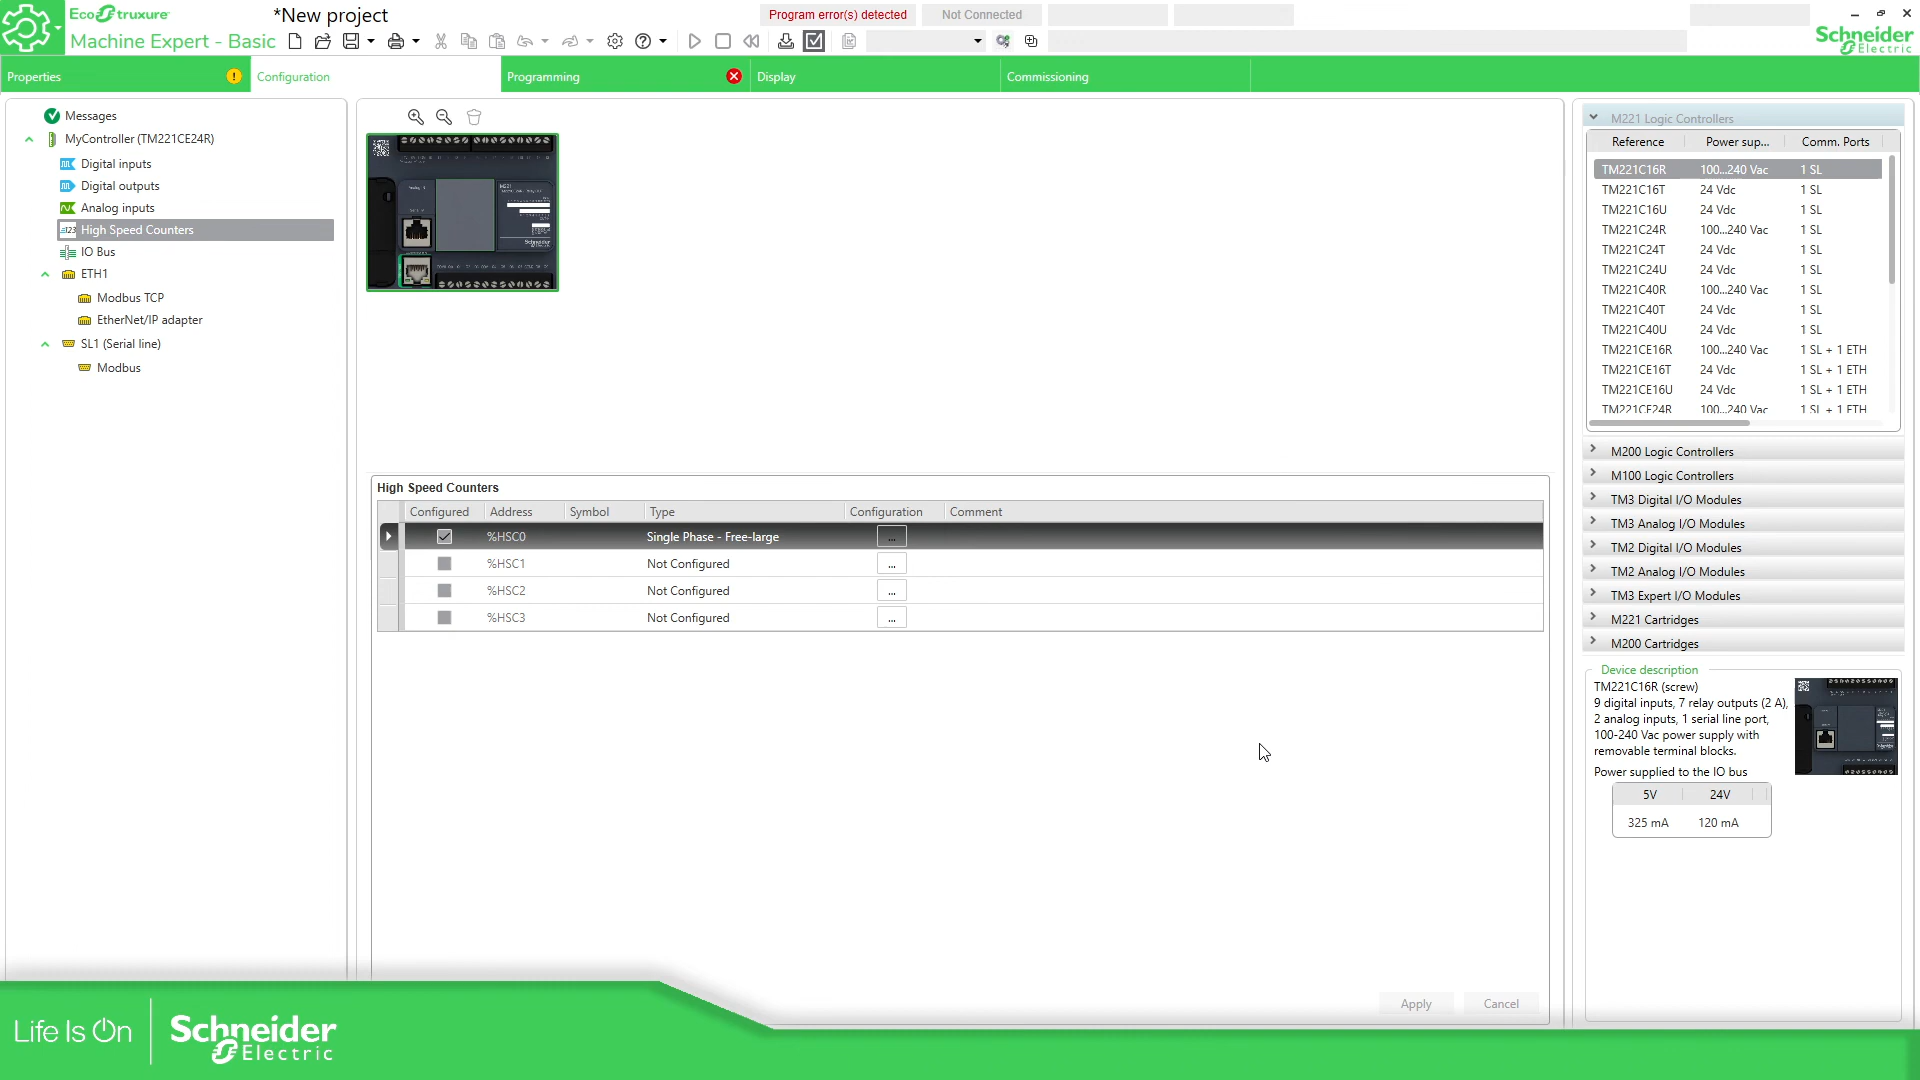 EcoStruxure
Machine Expert - Basic
*New project
Program error(s) detected
Not Connected
Schneider
Electric
Properties
Configuration
Programming
Display
Commissioning
Messages
MyController (TM221CE24R)
Digital inputs
Digital outputs
Analog inputs
High Speed Counters
IO Bus
ETH1
Modbus TCP
EtherNet/IP adapter
SL1 (Serial line)
Modbus
High Speed Counters
Configured Address Symbol Type Configuration Comment
%HSC0 Single Phase - Free-large ...
%HSC1 Not Configured ...
%HSC2 Not Configured ...
%HSC3 Not Configured ...
Apply Cancel
M221 Logic Controllers
Reference Power sup... Comm. Ports
TM221C16R 100...240 Vac 1 SL
TM221C16T 24 Vdc 1 SL
TM221C16U 24 Vdc 1 SL
TM221C24R 100...240 Vac 1 SL
TM221C24T 24 Vdc 1 SL
TM221C24U 24 Vdc 1 SL
TM221C40R 100...240 Vac 1 SL
TM221C40T 24 Vdc 1 SL
TM221C40U 24 Vdc 1 SL
TM221CE16R 100...240 Vac 1 SL + 1 ETH
TM221CE16T 24 Vdc 1 SL + 1 ETH
TM221CE16U 24 Vdc 1 SL + 1 ETH
TM221CE24R 100...240 Vac 1 SL + 1 ETH
M200 Logic Controllers
M100 Logic Controllers
TM3 Digital I/O Modules
TM3 Analog I/O Modules
TM2 Digital I/O Modules
TM2 Analog I/O Modules
TM3 Expert I/O Modules
M221 Cartridges
M200 Cartridges
Device description
TM221C16R (screw)
9 digital inputs, 7 relay outputs (2 A),
2 analog inputs, 1 serial line port,
100-240 Vac power supply with
removable terminal blocks.
Power supplied to the IO bus
5V 24V
325 mA 120 mA
Life Is On
Schneider
Electric